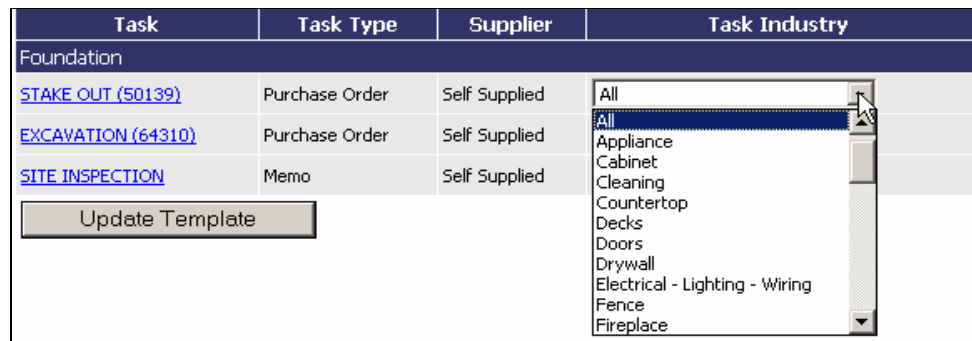 Task Task Type Supplier Task Industry
Foundation
STAKE OUT (50139) Purchase Order Self Supplied All
EXCAVATION (64310) Purchase Order Self Supplied
SITE INSPECTION Memo Self Supplied
All
Appliance
Cabinet
Cleaning
Countertop
Decks
Doors
Drywall
Electrical - Lighting - Wiring
Fence
Fireplace
Update Template